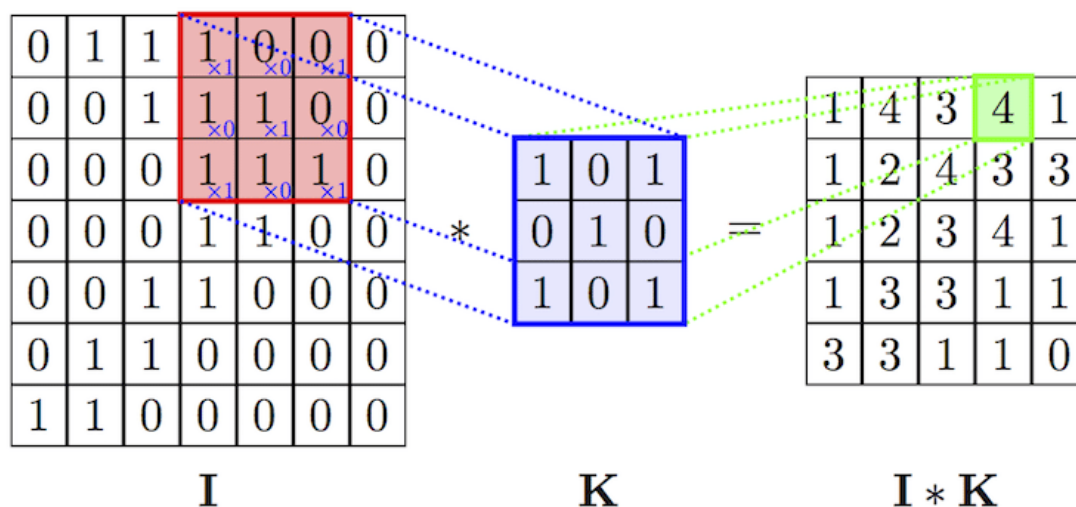 0 1 1 1×1 0×0 0×1 0
0 0 1 1×0 1×1 0×0 0
0 0 0 1×1 1×0 1×1 0
0 0 0 1 1 0 0
0 0 1 1 0 0 0
0 1 1 0 0 0 0
1 1 0 0 0 0 0
I
*
1 0 1
0 1 0
1 0 1
K
=
1 4 3 4 1
1 2 4 3 3
1 2 3 4 1
1 3 3 1 1
3 3 1 1 0
I * K